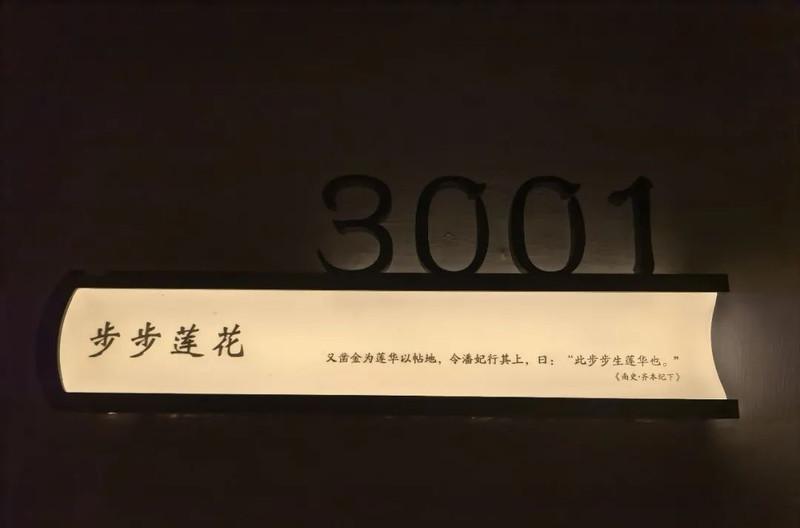 3001
步步莲花
又凿金为莲华以帖地，令潘妃行其上，曰：“此步步生莲华也。”
《南史·齐本纪下》